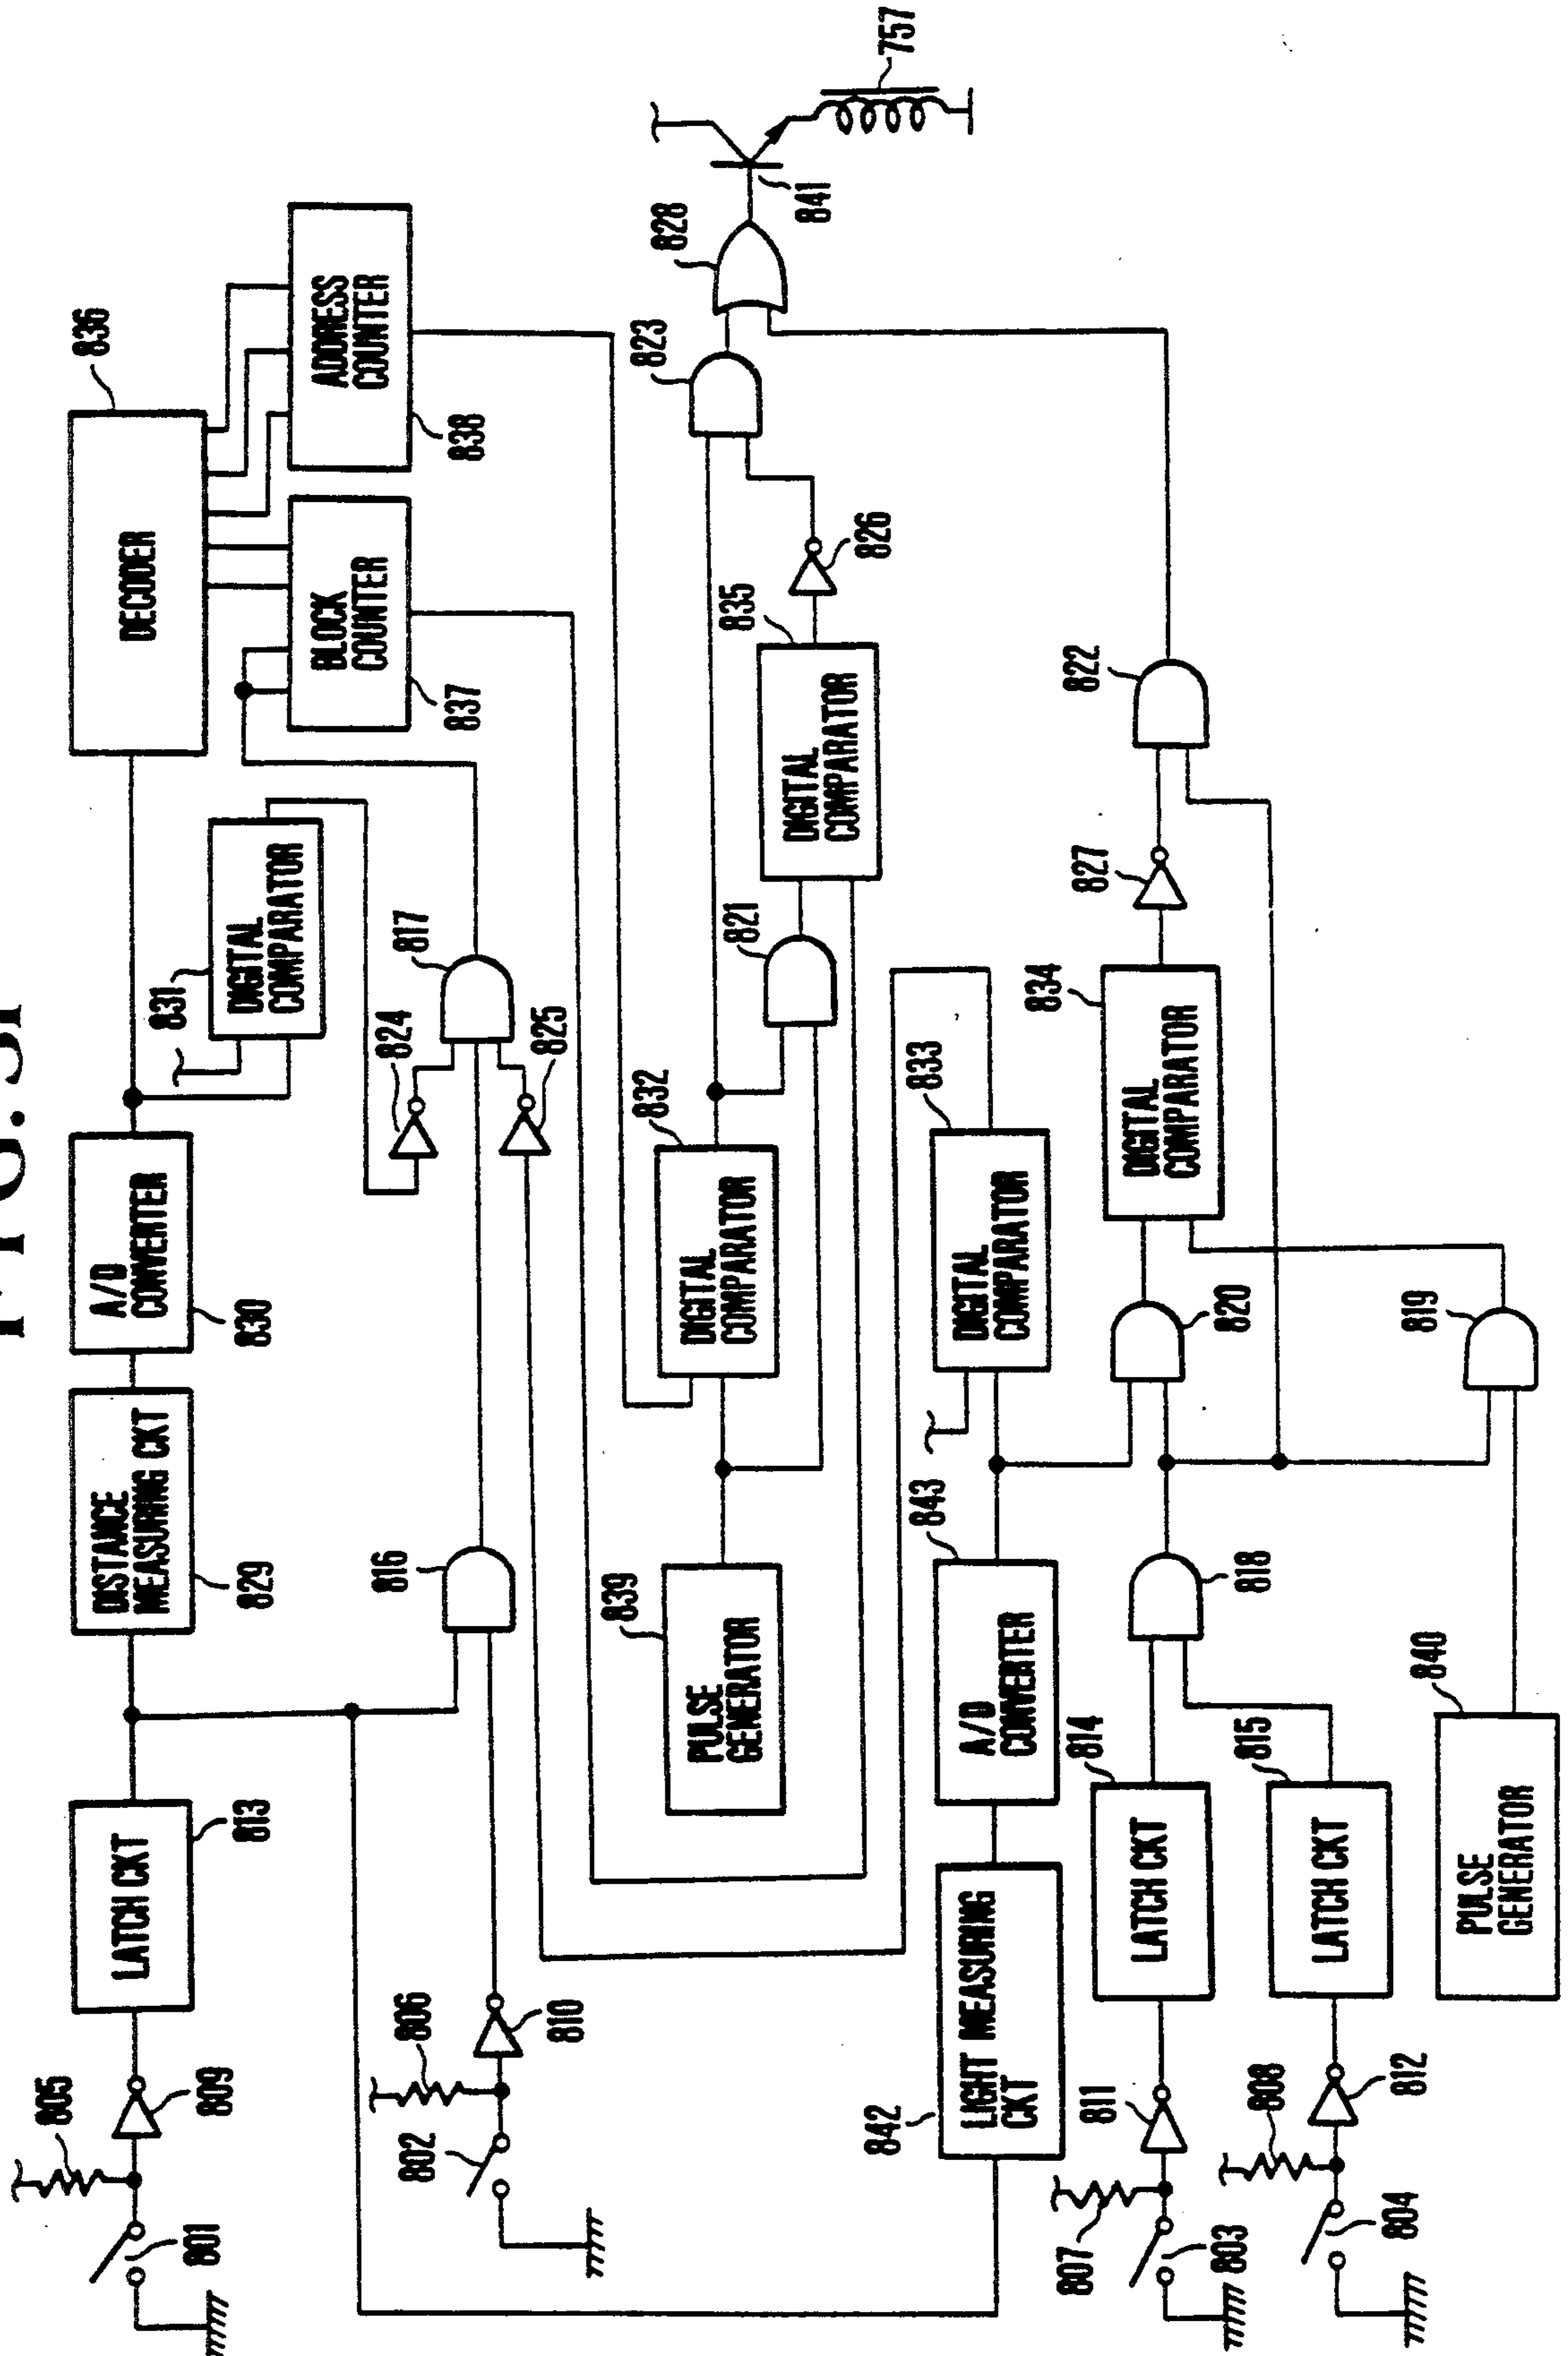 FIG.
805
801
809
LATCH CKT
813
DISTANCE
MEASURING CKT
829
A/D
CONVERTER
830
831
DIGITAL
COMPARATOR
DECODER
836
806
802
810
816
824
817
825
BLOCK
COUNTER
837
ADDRESS
COUNTER
838
839
PULSE
GENERATOR
832
DIGITAL
COMPARATOR
821
835
DIGITAL
COMPARATOR
826
823
828
841
757
842
LIGHT MEASURING
CKT
843
A/D
CONVERTER
833
DIGITAL
COMPARATOR
807
803
811
814
LATCH CKT
818
820
834
DIGITAL
COMPARATOR
827
822
808
804
812
815
LATCH CKT
840
PULSE
GENERATOR
819